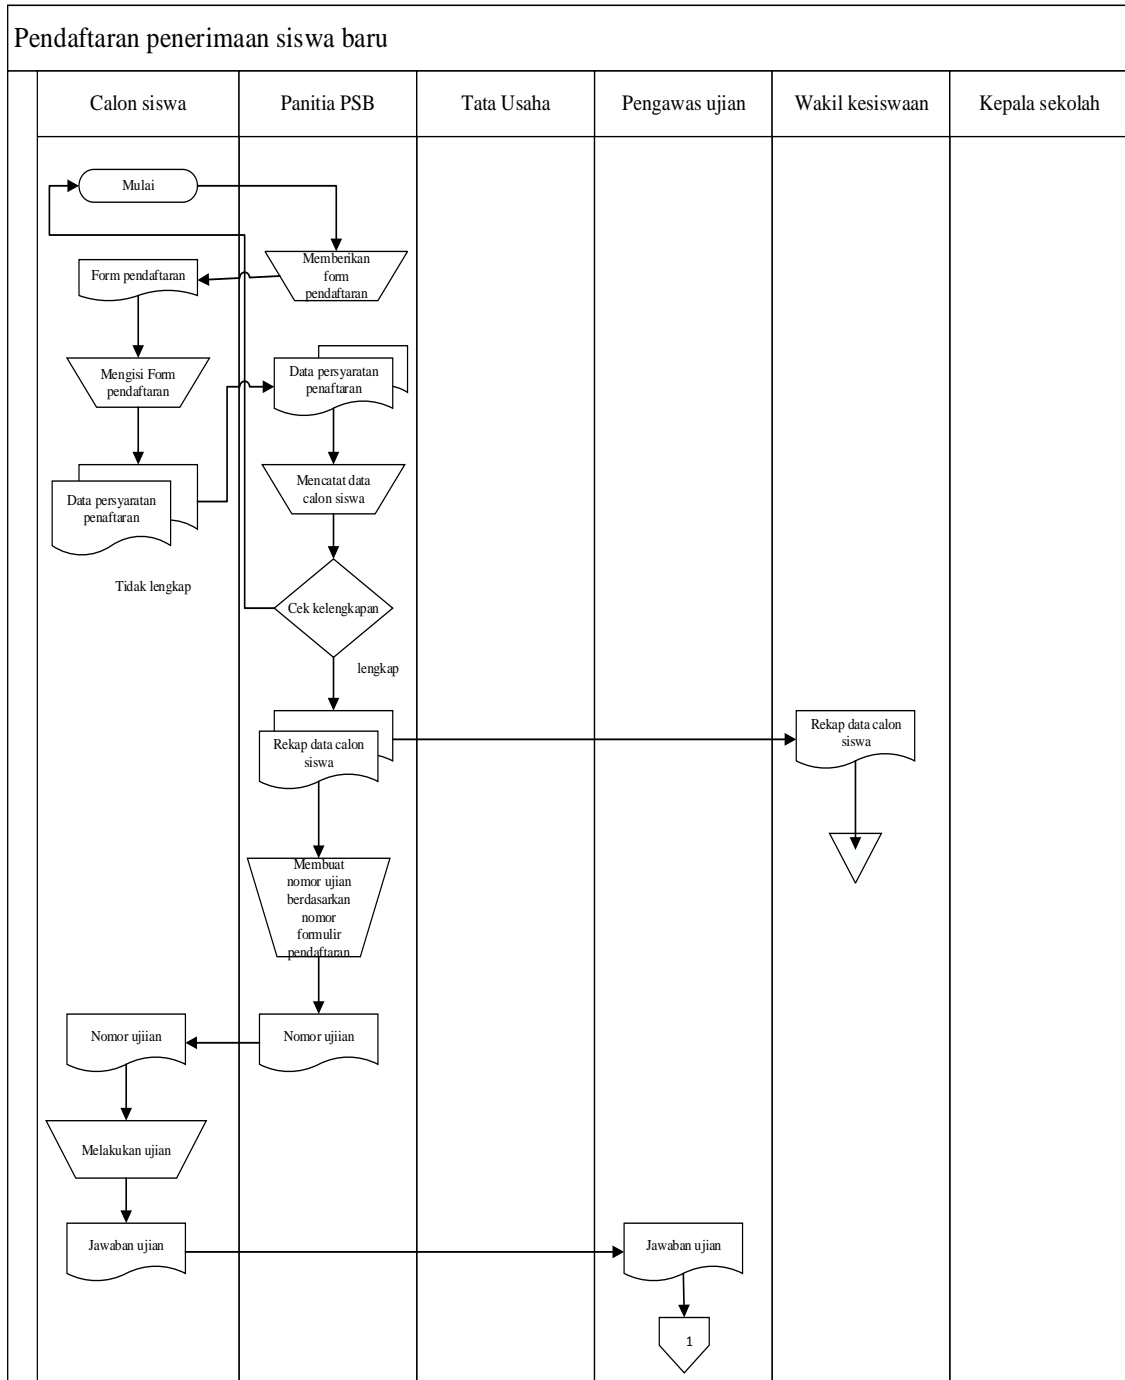 Pendaftaran penerimaan siswa baru
Calon siswa
Panitia PSB
Tata Usaha
Pengawas ujian
Wakil kesiswaan
Kepala sekolah
Mulai
Memberikan
form
pendaftaran
Form pendaftaran
Mengisi Form
pendaftaran
Data persyaratan
penaftaran
Data persyaratan
penaftaran
Mencatat data
calon siswa
Tidak lengkap
Cek kelengkapan
lengkap
Rekap data calon
siswa
Rekap data calon
siswa
Membuat
nomor ujian
berdasarkan
nomor
formulir
pendaftaran
Nomor ujiian
Nomor ujiian
Melakukan ujian
Jawaban ujian
Jawaban ujian
1